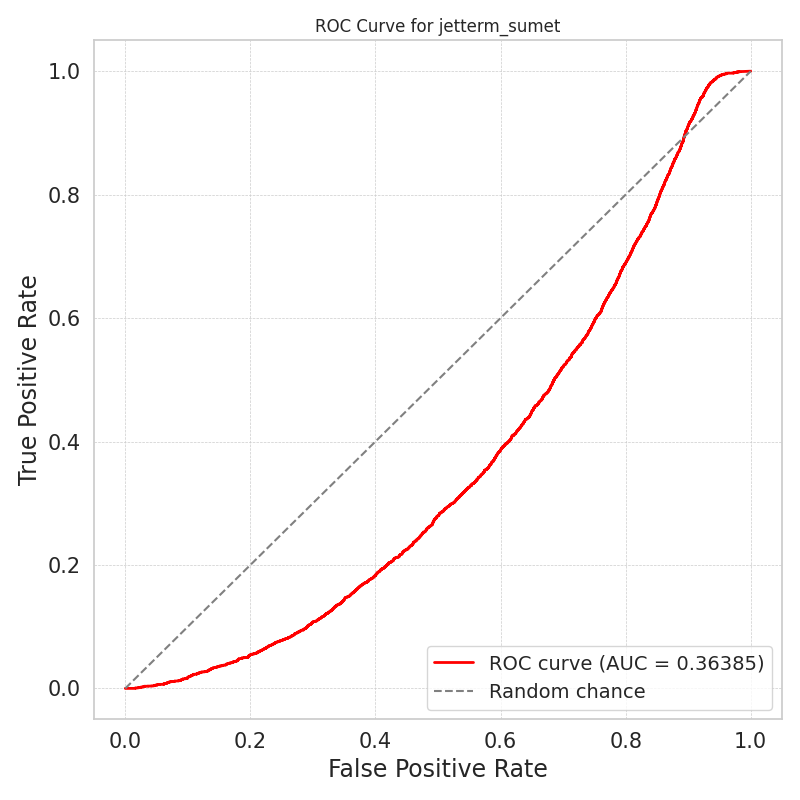 ROC Curve for jetterm_sumet
True Positive Rate
1.0
0.8
0.6
0.4
0.2
0.0
ROC curve (AUC = 0.36385)
Random chance
0.0 0.2 0.4 0.6 0.8 1.0
False Positive Rate